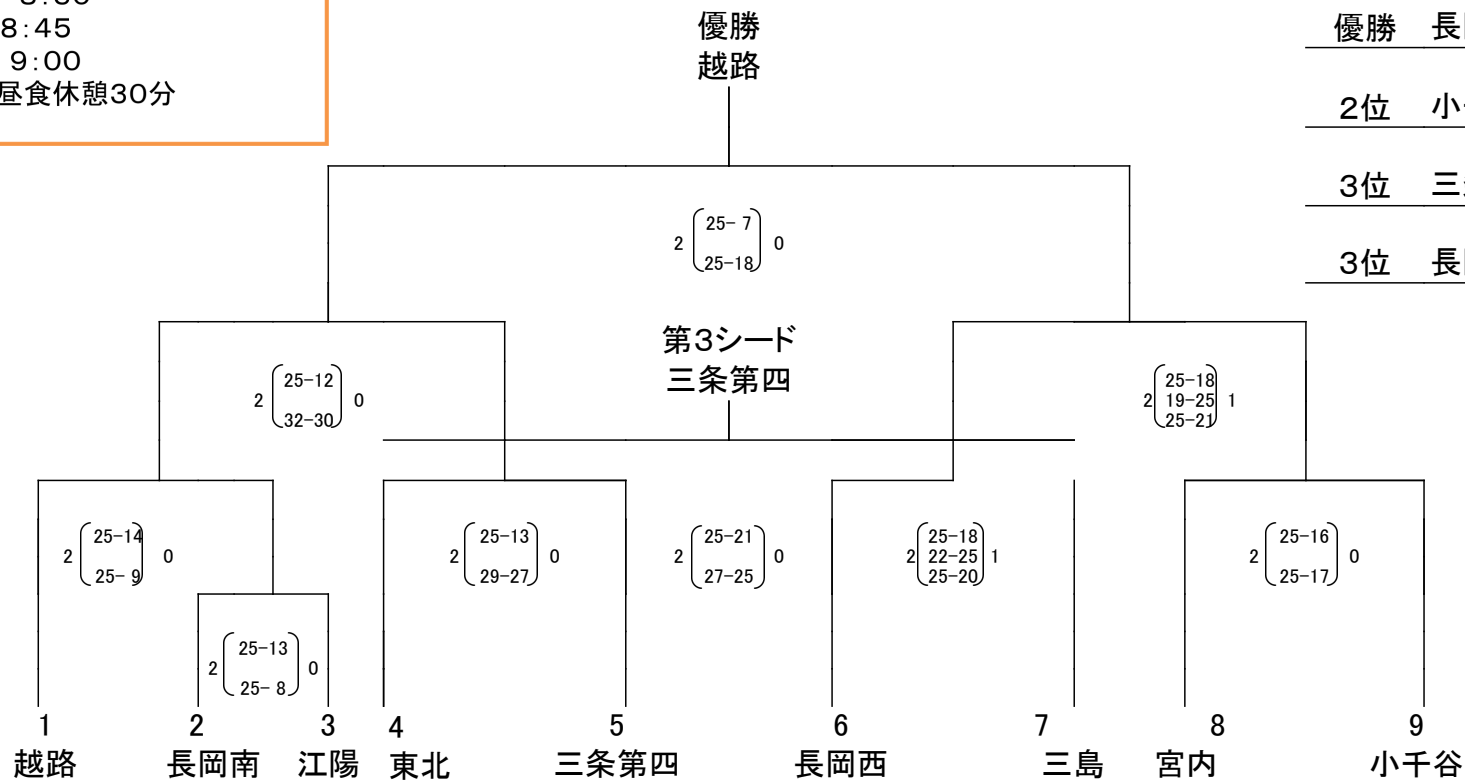 8:45
9:00
昼食休憩30分
優勝
越路
優勝
2位
3位
3位
2 25- 7 0
25-18
第3シード
三条第四
2 25-12 0
32-30
25-18
2 19-25 1
25-21
2 25-14 0
25- 9
2 25-13 0
29-27
2 25-21 0
27-25
25-18
2 22-25 1
25-20
2 25-16 0
25-17
2 25-13 0
25- 8
1 2 3 4 5 6 7 8 9
越路 長岡南 江陽 東北 三条第四 長岡西 三島 宮内 小千谷